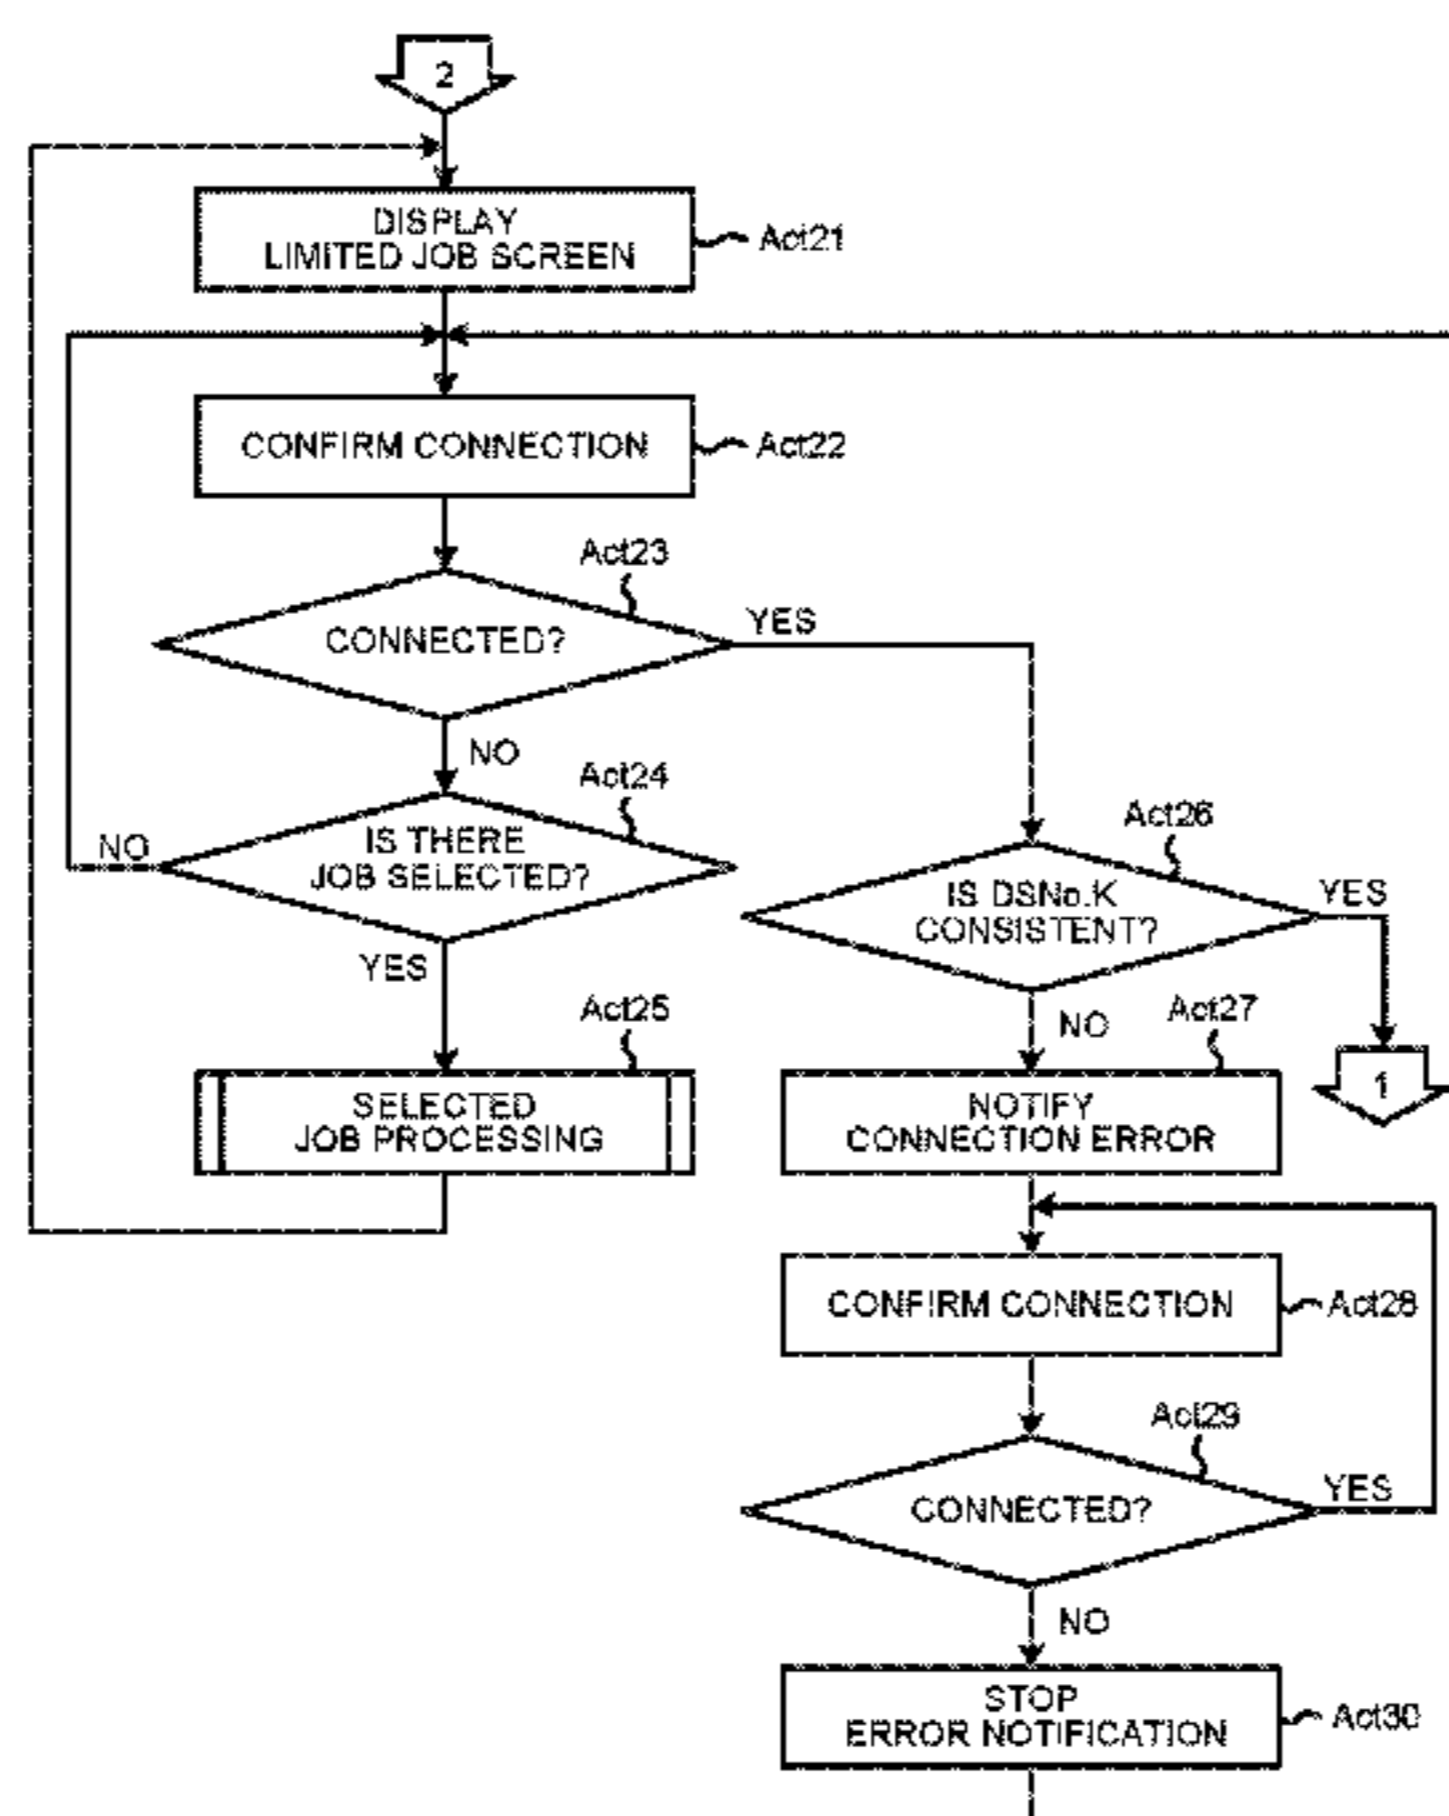 2
DISPLAY
LIMITED JOB SCREEN
Act21
CONFIRM CONNECTION
Act22
Act23
CONNECTED?
YES
NO
Act24
IS THERE
JOB SELECTED?
NO
YES
Act25
SELECTED
JOB PROCESSING
Act26
IS DSNo.K
CONSISTENT?
YES
1
NO
Act27
NOTIFY
CONNECTION ERROR
CONFIRM CONNECTION
Act28
Act29
CONNECTED?
YES
NO
STOP
ERROR NOTIFICATION
Act30